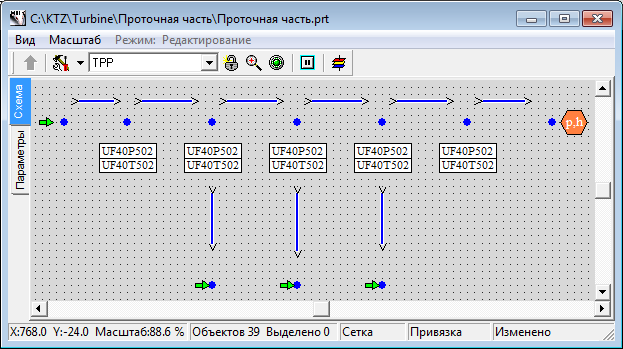 C:\KTZ\Turbine\Проточная часть\Проточная часть.prt
Вид Масштаб Режим: Редактирование
TPP
Схема
Параметры
p,h
UF40P502 UF40P502 UF40P502 UF40P502 UF40P502
UF40T502 UF40T502 UF40T502 UF40T502 UF40T502
X:768.0 Y:-24.0 Масштаб:88.6 % Объектов 39 Выделено 0 Сетка Привязка Изменено